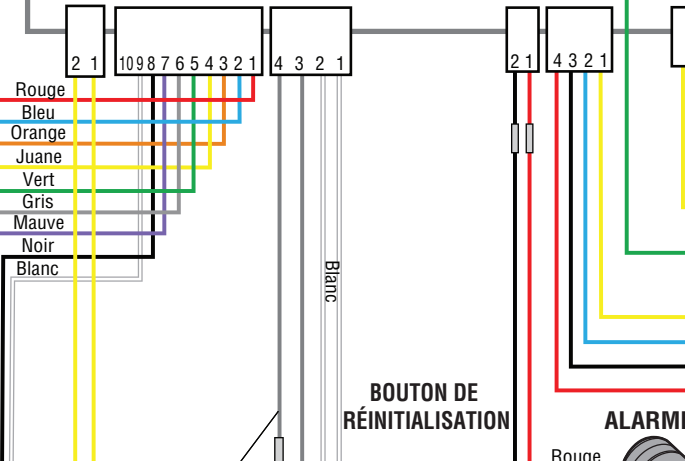 2 1
10 9 8 7 6 5 4 3 2 1
4 3 2 1
2 1
4 3 2 1
Rouge
Bleu
Orange
Juane
Vert
Gris
Mauve
Noir
Blanc
Blanc
BOUTON DE
RÉINITIALISATION
ALARME
Rouge